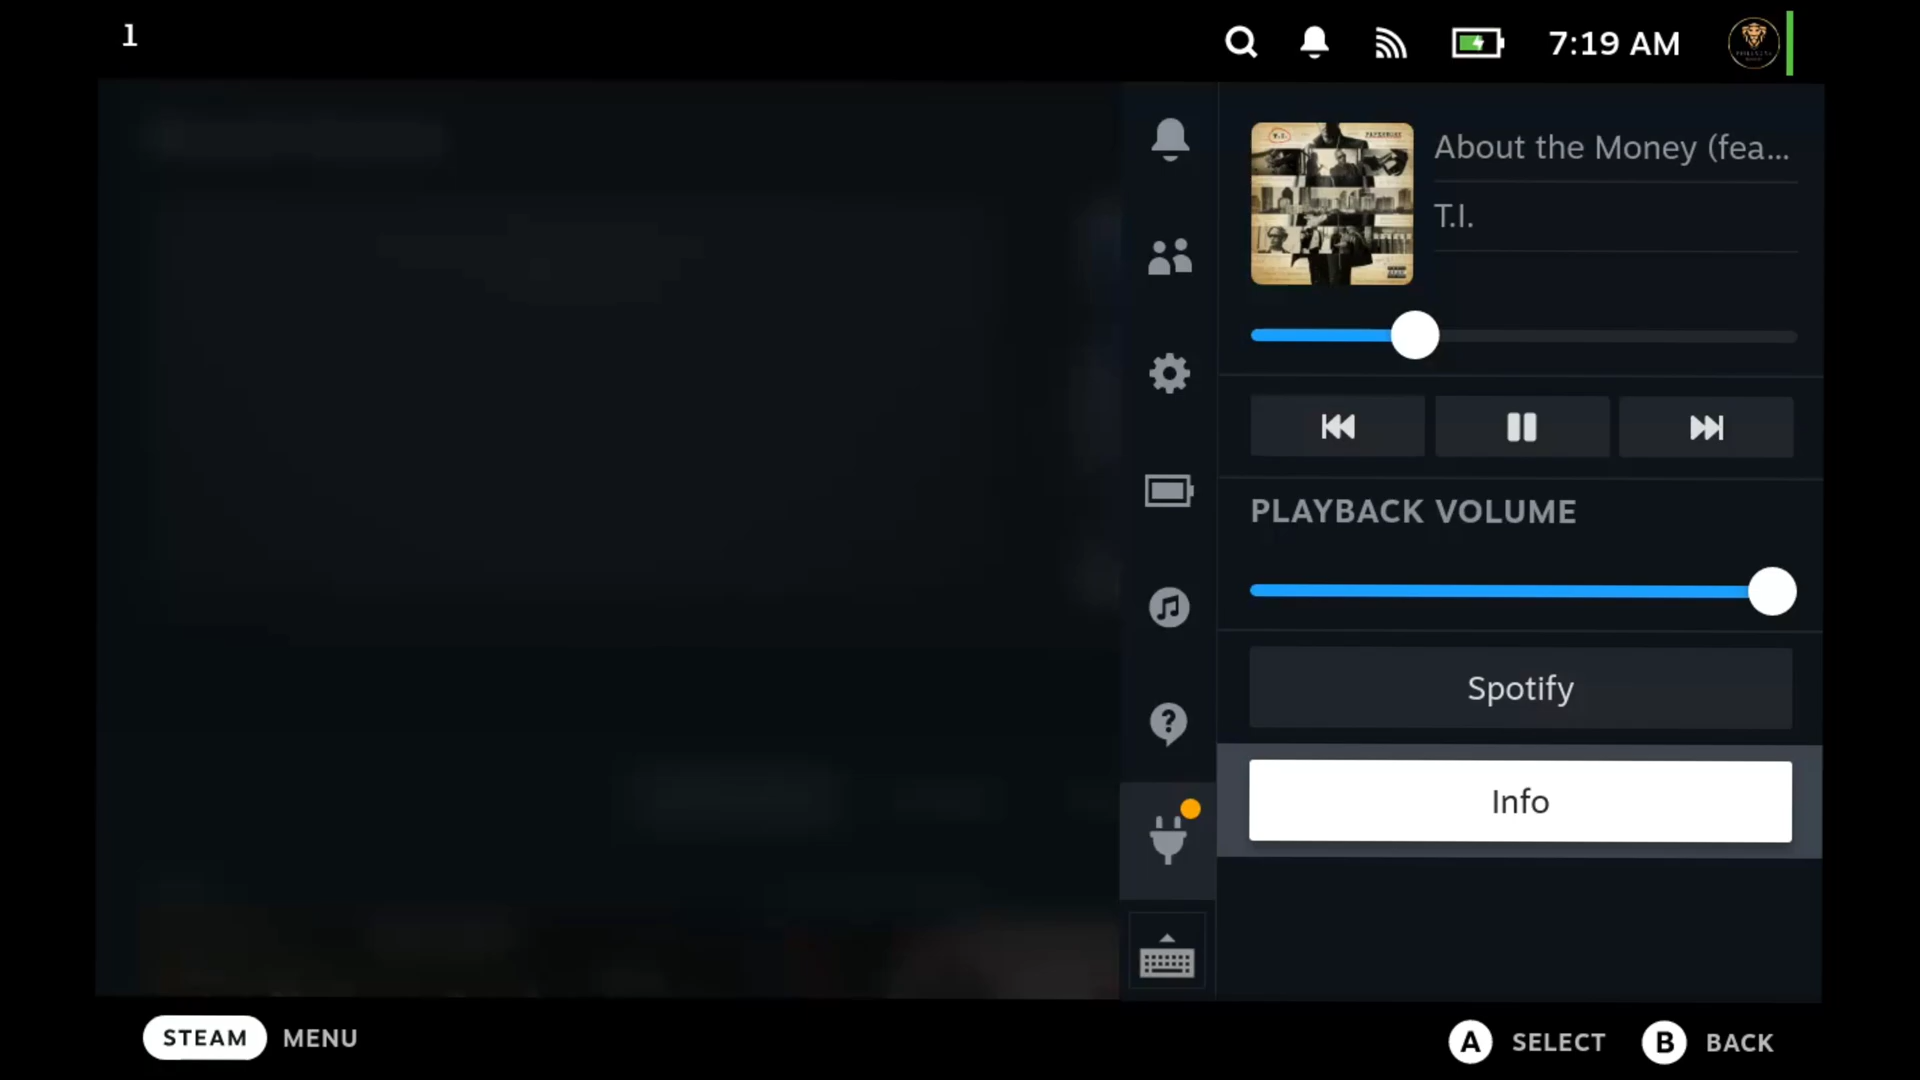 1
7:19 AM
About the Money (fea...
T.I.
PLAYBACK VOLUME
Spotify
Info
STEAM MENU
A SELECT B BACK